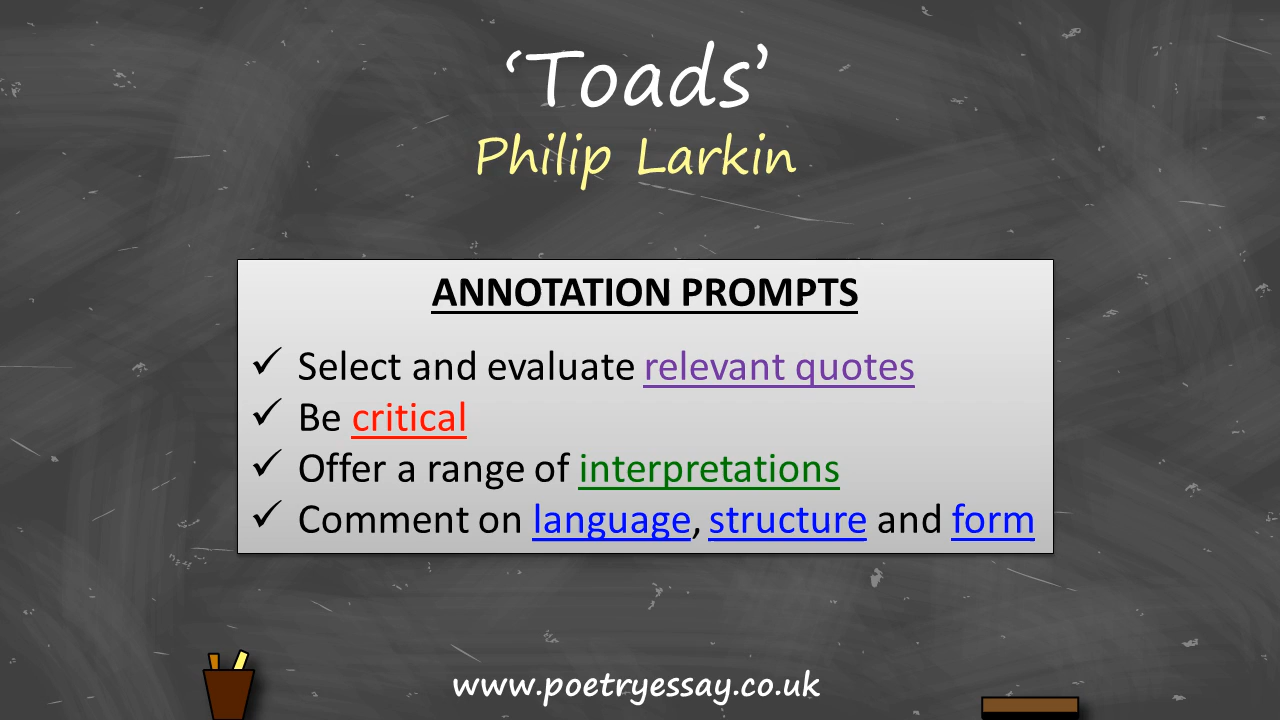 ‘Toads’
Philip Larkin
ANNOTATION PROMPTS
✓ Select and evaluate relevant quotes
✓ Be critical
✓ Offer a range of interpretations
✓ Comment on language, structure and form
www.poetryessay.co.uk